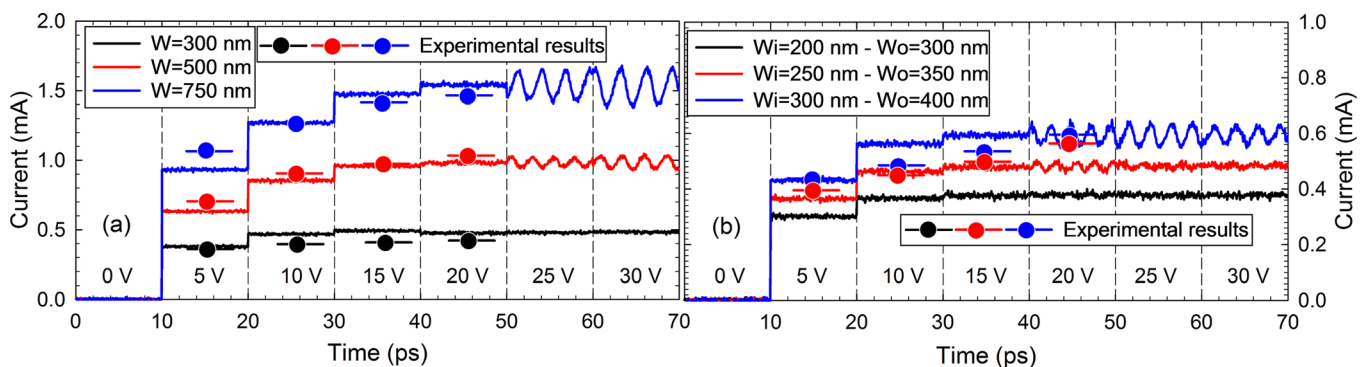 2.0
1.5
1.0
0.5
0.0
Current (mA)
W=300 nm
W=500 nm
W=750 nm
Experimental results
(a)
0 V
5 V
10 V
15 V
20 V
25 V
30 V
0
10
20
30
40
50
60
70
Time (ps)
Wi=200 nm - Wo=300 nm
Wi=250 nm - Wo=350 nm
Wi=300 nm - Wo=400 nm
(b)
Experimental results
0 V
5 V
10 V
15 V
20 V
25 V
30 V
10
20
30
40
50
60
70
Time (ps)
1.0
0.8
0.6
0.4
0.2
0.0
Current (mA)